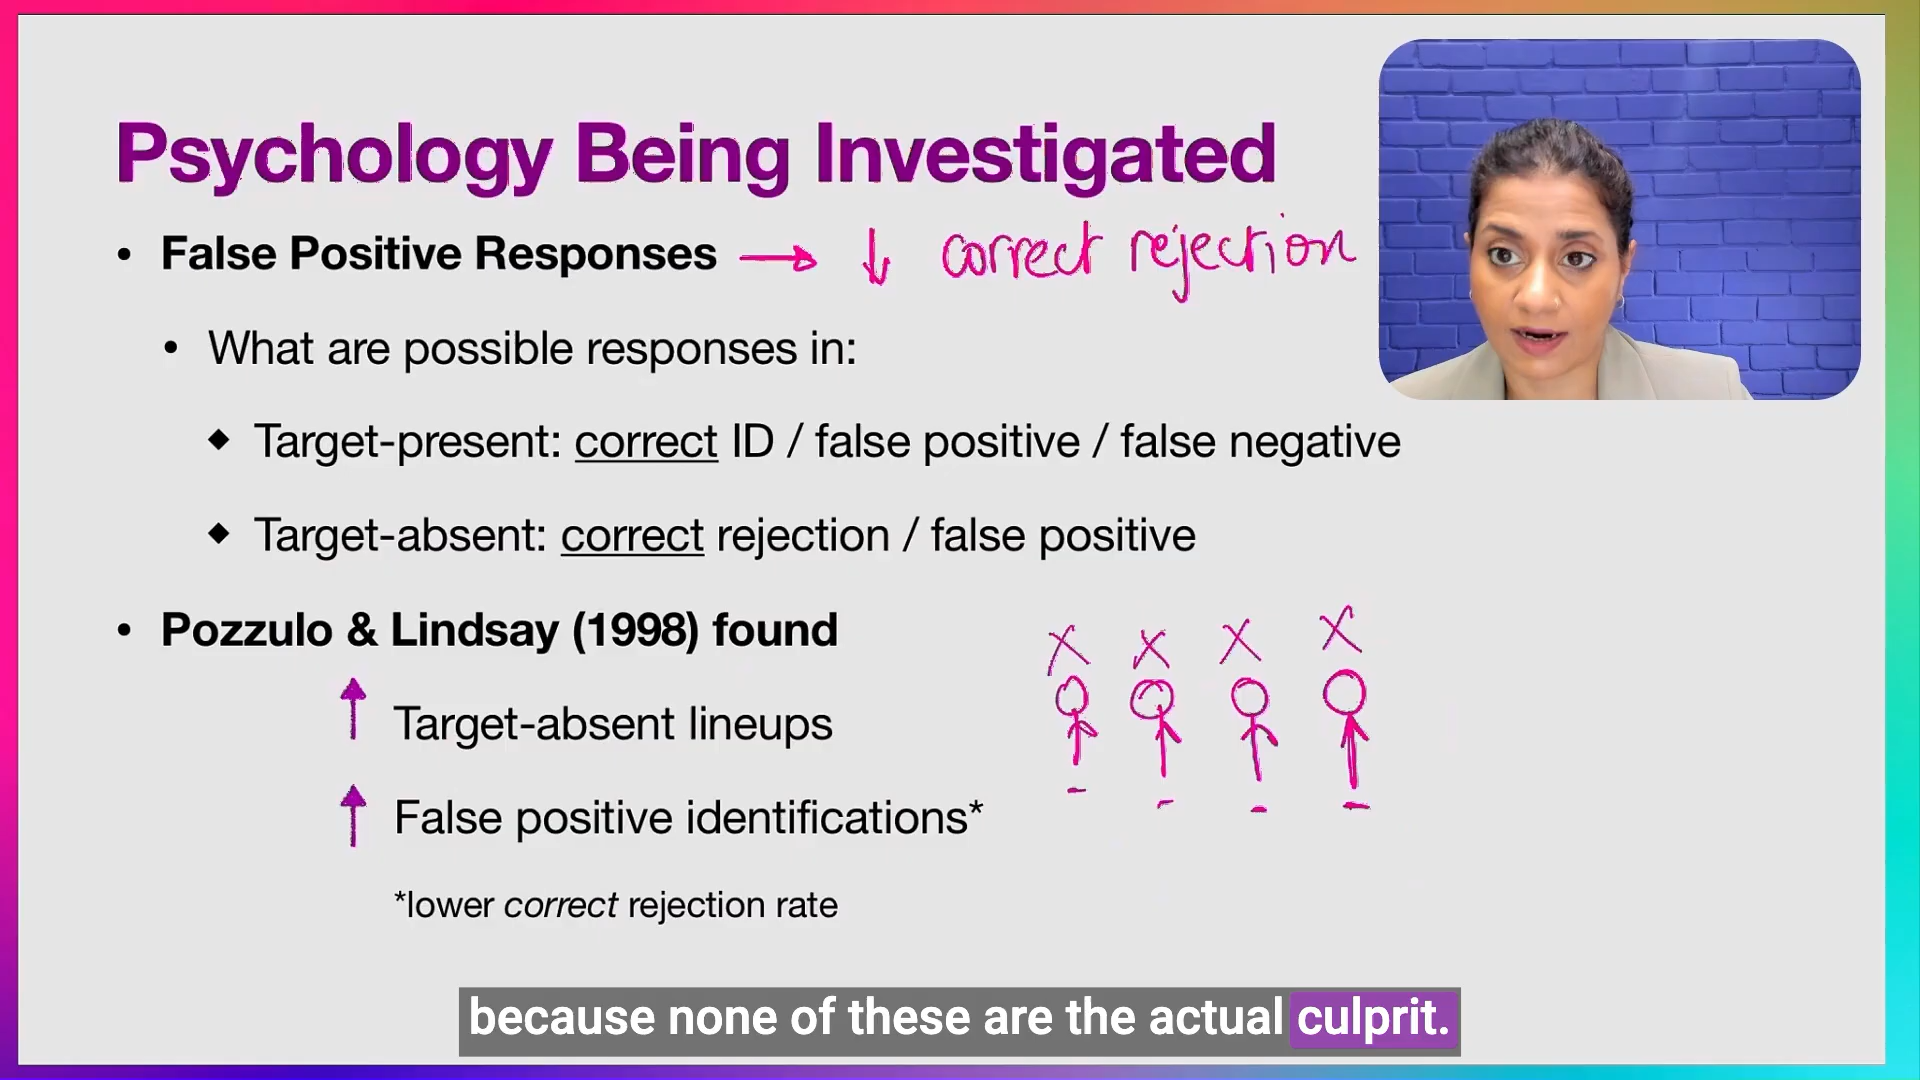 Psychology Being Investigated
• False Positive Responses → ↓ correct rejection
• What are possible responses in:
◆ Target-present: correct ID / false positive / false negative
◆ Target-absent: correct rejection / false positive
• Pozzulo & Lindsay (1998) found
X X X X
↑ Target-absent lineups
↑ False positive identifications*
*lower correct rejection rate
because none of these are the actual culprit.